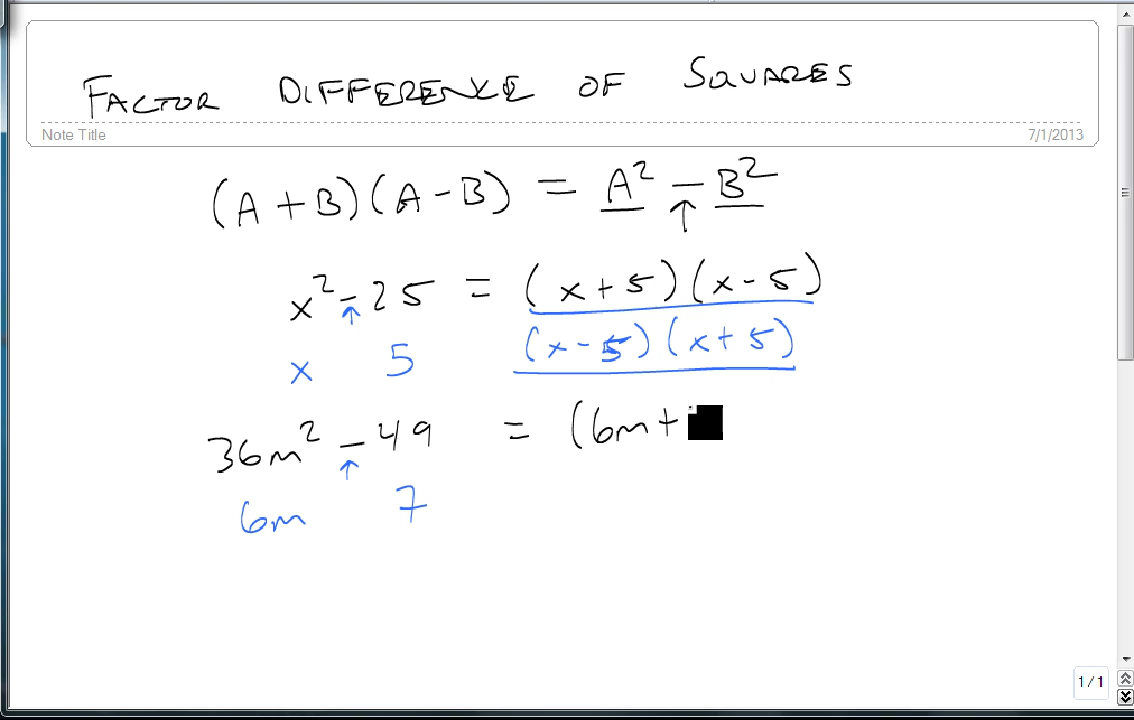 FACTOR DIFFERENCE OF SQUARES
Note Title 7/1/2013
(A+B)(A-B) = A² - B²
x² - 25 = (x+5)(x-5)
x 5 (x-5)(x+5)
36m² - 49 = (6m+
6m 7
1/1